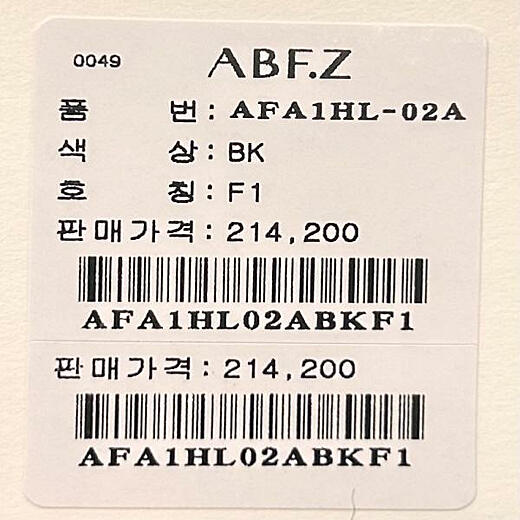 0049 ABF.Z
품 번 : AFA1HL-02A
색 상 : BK
호 칭 : F1
판매가격 : 214,200
AFA1HL02ABKF1
판매가격 : 214,200
AFA1HL02ABKF1